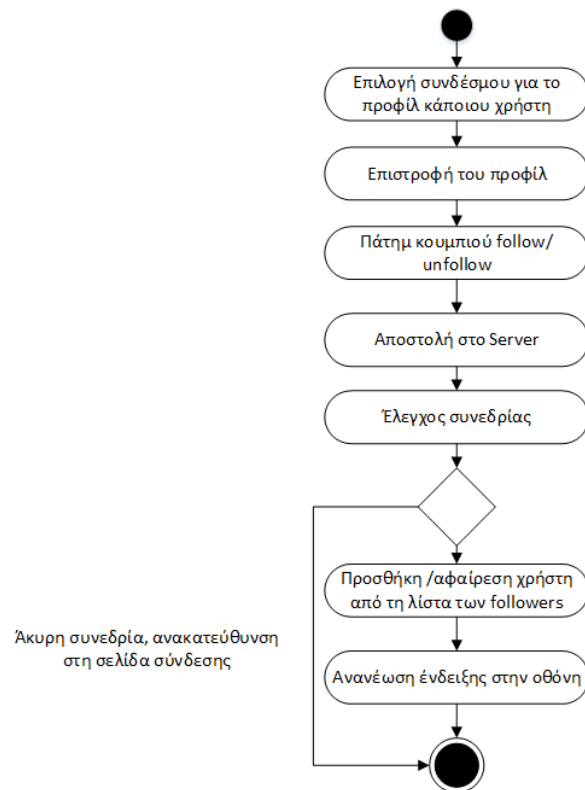 Επιλογή συνδέσμου για το
προφίλ κάποιου χρήστη
Επιστροφή του προφίλ
Πάτημ κουμπιού follow/
unfollow
Αποστολή στο Server
Έλεγχος συνεδρίας
Προσθήκη /αφαίρεση χρήστη
από τη λίστα των followers
Άκυρη συνεδρία, ανακατεύθυνση
στη σελίδα σύνδεσης
Ανανέωση ένδειξης στην οθόνη